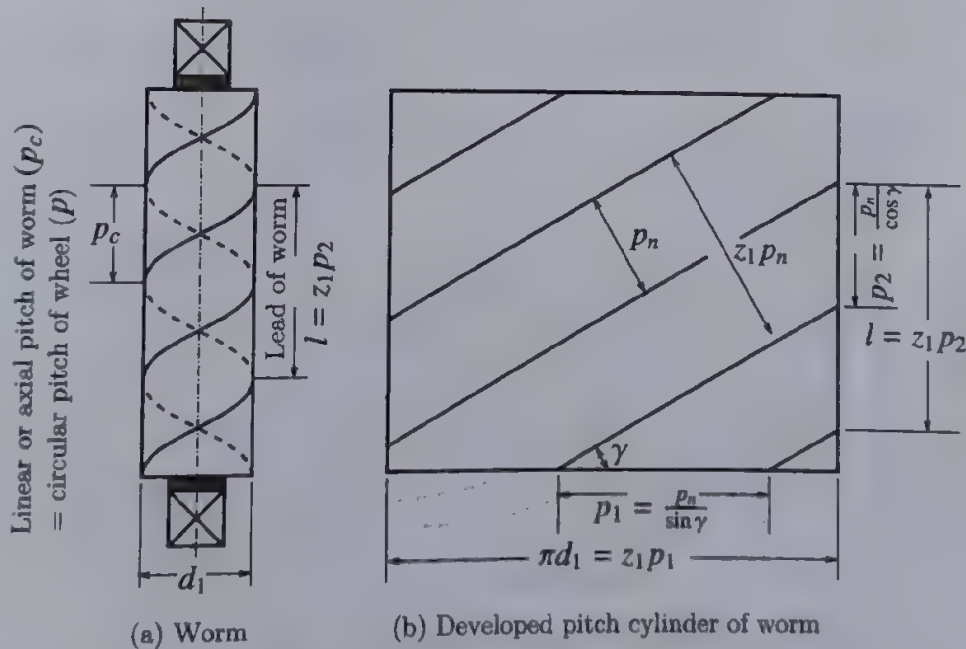 Linear or axial pitch of worm (p_c)
= circular pitch of wheel (p)
p_c
Lead of worm
l = z_1 p_2
d_1
(a) Worm
p_n
z_1 p_n
p_2 = \frac{p_n}{\cos γ}
l = z_1 p_2
γ
p_1 = \frac{p_n}{\sin γ}
πd_1 = z_1 p_1
(b) Developed pitch cylinder of worm